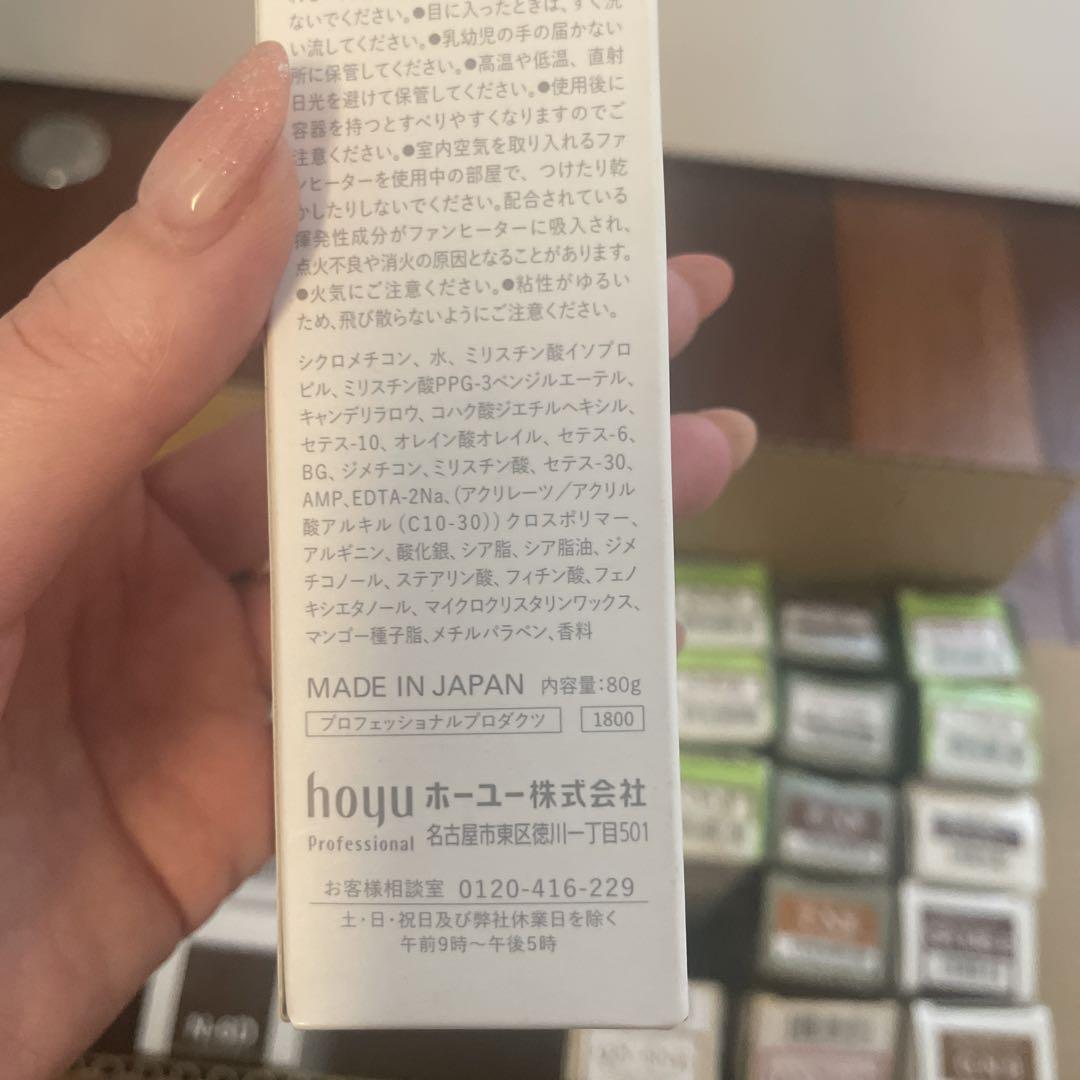 ないでください。●目に入ったときは、すぐ洗
い流してください。●乳幼児の手の届かない
所に保管してください。●高温や低温、直射
日光を避けて保管してください。●使用後に
容器を持つとすべりやすくなりますのでご
注意ください。●室内空気を取り入れるファ
ンヒーターを使用中の部屋で、つけたり乾
かしたりしないでください。配合されている
揮発性成分がファンヒーターに吸入され、
点火不良や消火の原因となることがあります。
●火気にご注意ください。●粘性がゆるい
ため、飛び散らないようにご注意ください。
シクロメチコン、水、ミリスチン酸イソプロ
ピル、ミリスチン酸PPG-3ベンジルエーテル、
キャンデリラロウ、コハク酸ジエチルヘキシル、
セテス-10、オレイン酸オレイル、セテス-6、
BG、ジメチコン、ミリスチン酸、セテス-30、
AMP、EDTA-2Na、(アクリレーツ/アクリル
酸アルキル(C10-30))クロスポリマー、
アルギニン、酸化銀、シア脂、シア脂油、ジメ
チコノール、ステアリン酸、フィチン酸、フェノ
キシエタノール、マイクロクリスタリンワックス、
マンゴー種子脂、メチルパラベン、香料
MADE IN JAPAN 内容量:80g
プロフェッショナルプロダクツ 1800
hoyu ホーユー株式会社
Professional 名古屋市東区徳川一丁目501
お客様相談室 0120-416-229
土・日・祝日及び弊社休業日を除く
午前9時〜午後5時